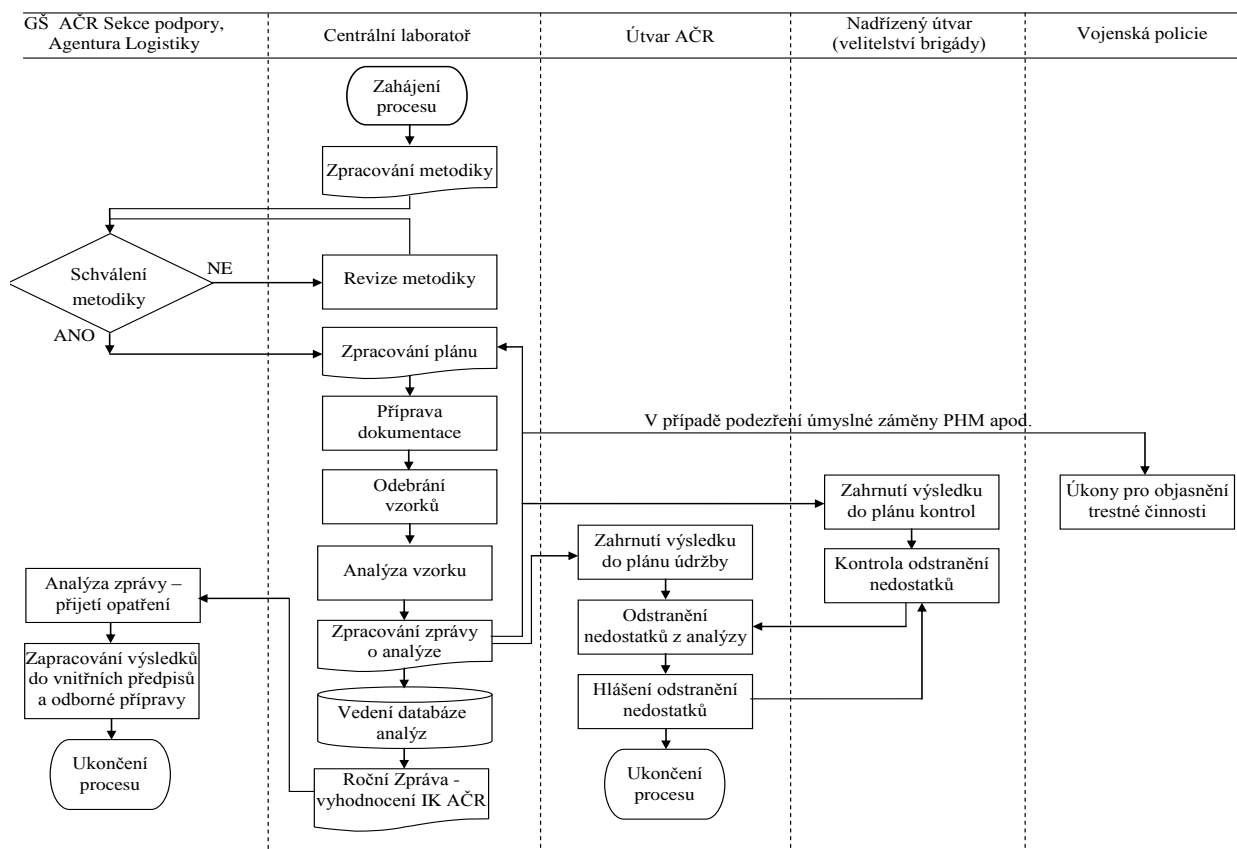 GŠ AČR Sekce podpory,
Agentura Logistiky
Centrální laboratoř
Útvar AČR
Nadřízený útvar
(velitelství brigády)
Vojenská policie
Zahájení
procesu
Zpracování metodiky
Schválení
metodiky
NE
Revize metodiky
ANO
Zpracování plánu
Příprava
dokumentace
V případě podezření úmyslné záměny PHM apod.
Odebrání
vzorků
Zahrnutí výsledku
do plánu kontrol
Úkony pro objasnění
trestné činnosti
Analýza vzorku
Zahrnutí výsledku
do plánu údržby
Kontrola odstranění
nedostatků
Analýza zprávy –
přijetí opatření
Zpracování zprávy
o analýze
Odstranění
nedostatků z analýzy
Zapracování výsledků
do vnitřních předpisů
a odborné přípravy
Vedení databáze
analýz
Hlášení odstranění
nedostatků
Ukončení
procesu
Roční Zpráva -
vyhodnocení IK AČR
Ukončení
procesu